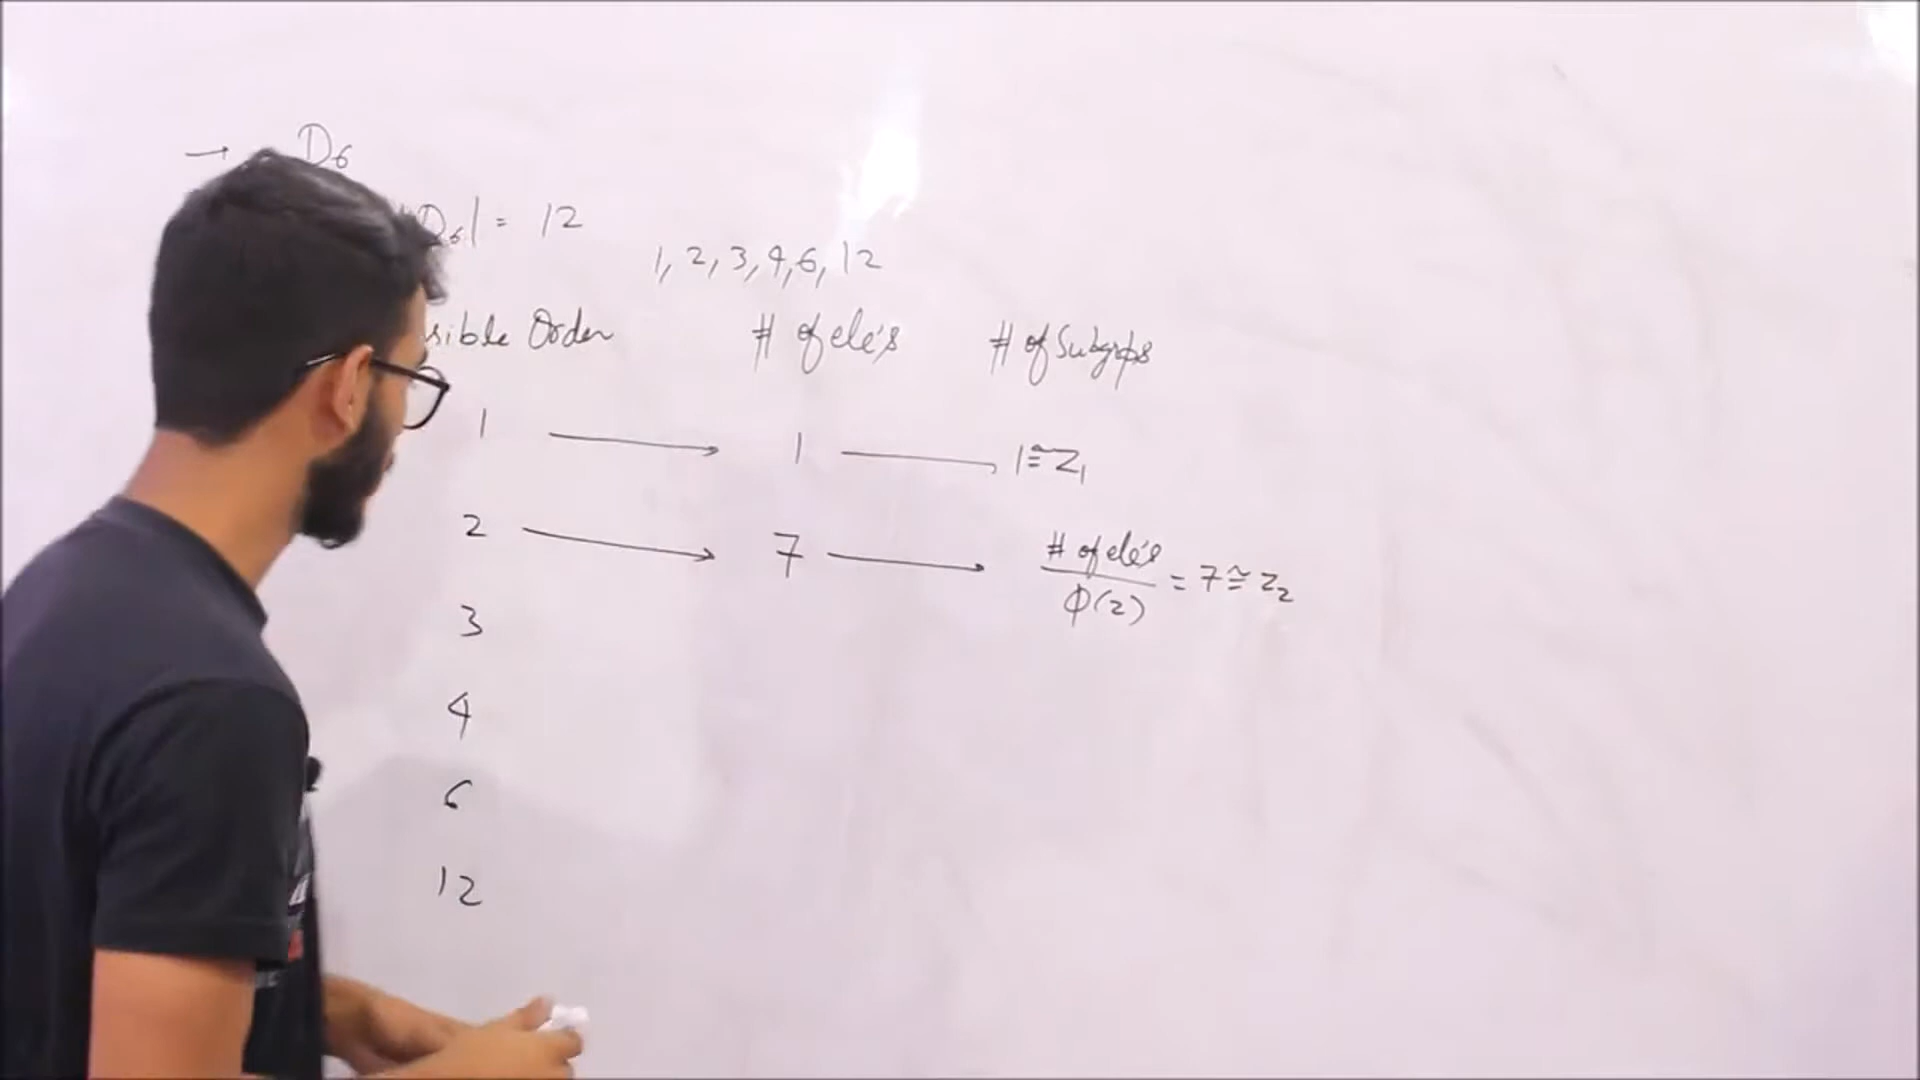 → D₆
D₆| = 12
1, 2, 3, 4, 6, 12
sible Order # of ele's # of Subgrps
1 → 1 — 1 ≅ Z₁
2 → 7 → # of ele's / φ(2) = 7 ≅ Z₂
3
4
6
12